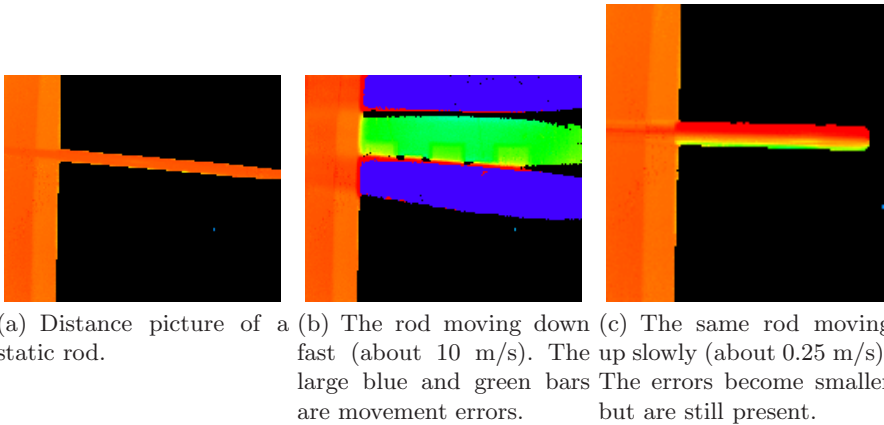 (a) Distance picture of a
static rod.
(b) The rod moving down
fast (about 10 m/s). The
large blue and green bars
are movement errors.
(c) The same rod moving
up slowly (about 0.25 m/s)
The errors become smaller
but are still present.